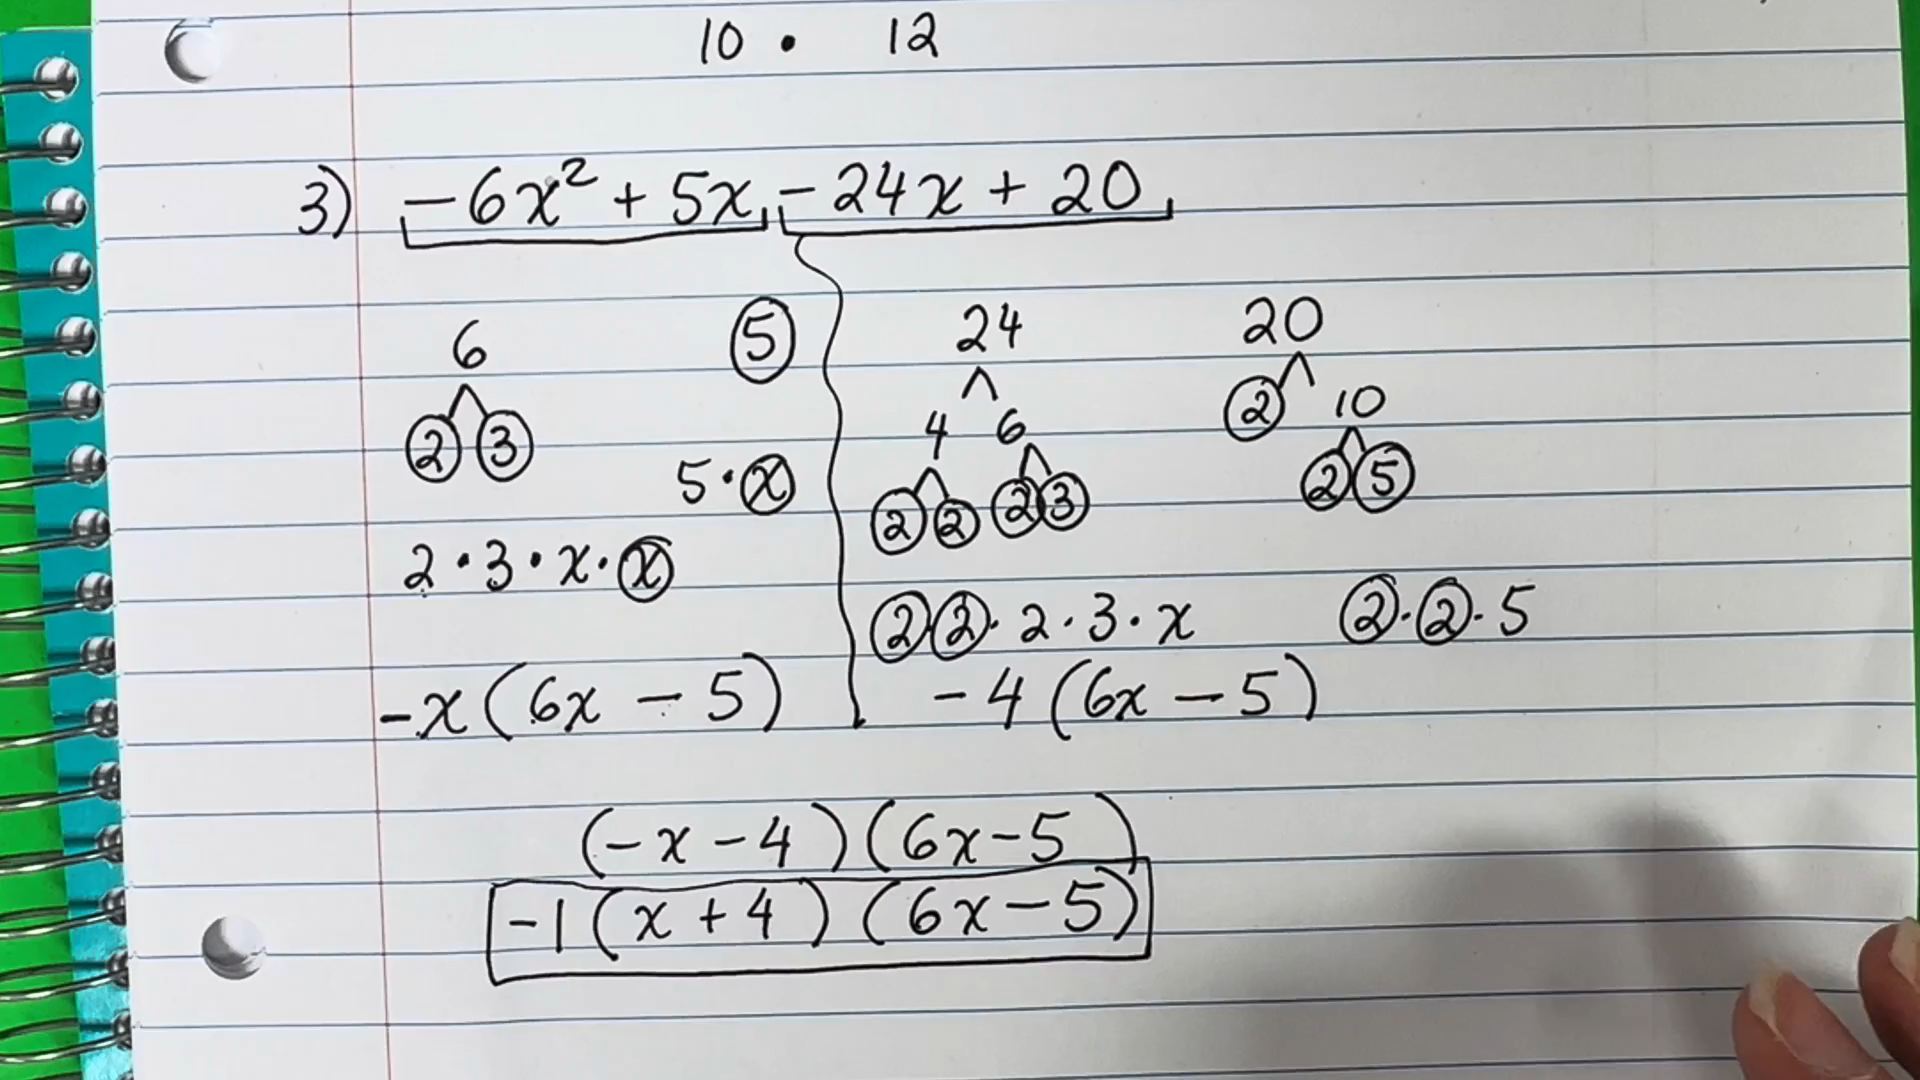 10 · 12
3) -6x² + 5x - 24x + 20
6 5 24 20
2 3 4 6 2 10
5·x 2 2 2 3 2 5
2·3·x·x 2·2·2·3·x 2·2·5
-x(6x - 5) -4(6x - 5)
(-x - 4)(6x - 5)
-1(x + 4)(6x - 5)